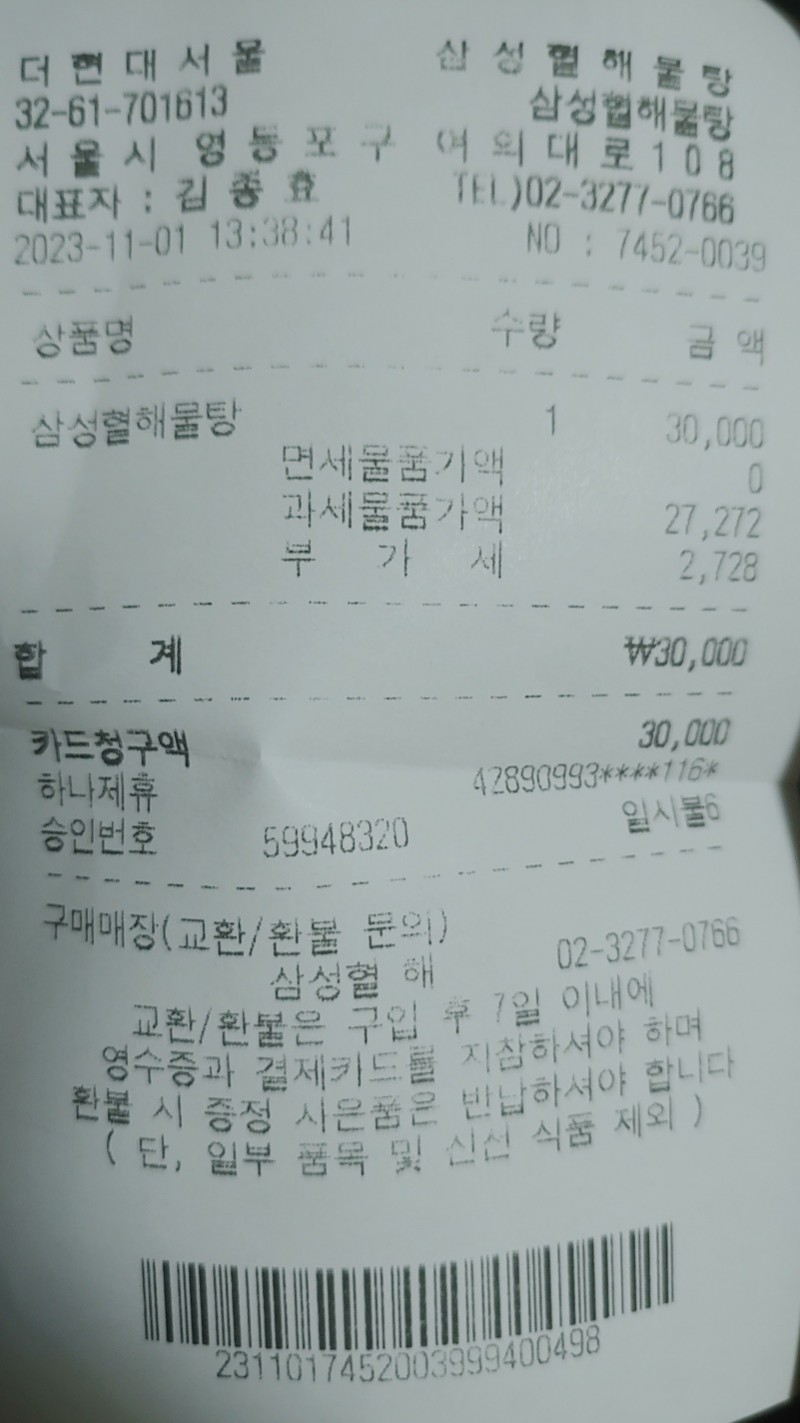 더현대서울 삼성혈해물탕
32-61-701613 삼성혈해물탕
서울시 영등포구 여의대로108
대표자 : 김종효 TEL)02-3277-0766
2023-11-01 13:38:41 NO : 7452-0039
상품명 수량 금액
삼성혈해물탕 1 30,000
면세물품가액 0
과세물품가액 27,272
부 가 세 2,728
합 계 ₩30,000
카드청구액 30,000
하나제휴 42890993****116*
승인번호 59948320 일시불6
구매매장(교환/환불 문의)
삼성혈 해 02-3277-0766
교환/환불은 구입 후 7일 이내에
영수증과 결제카드를 지참하셔야 하며
환불 시 증정 사은품은 반납하셔야 합니다
( 단, 일부 품목 및 신선 식품 제외 )
2311017452003999400498